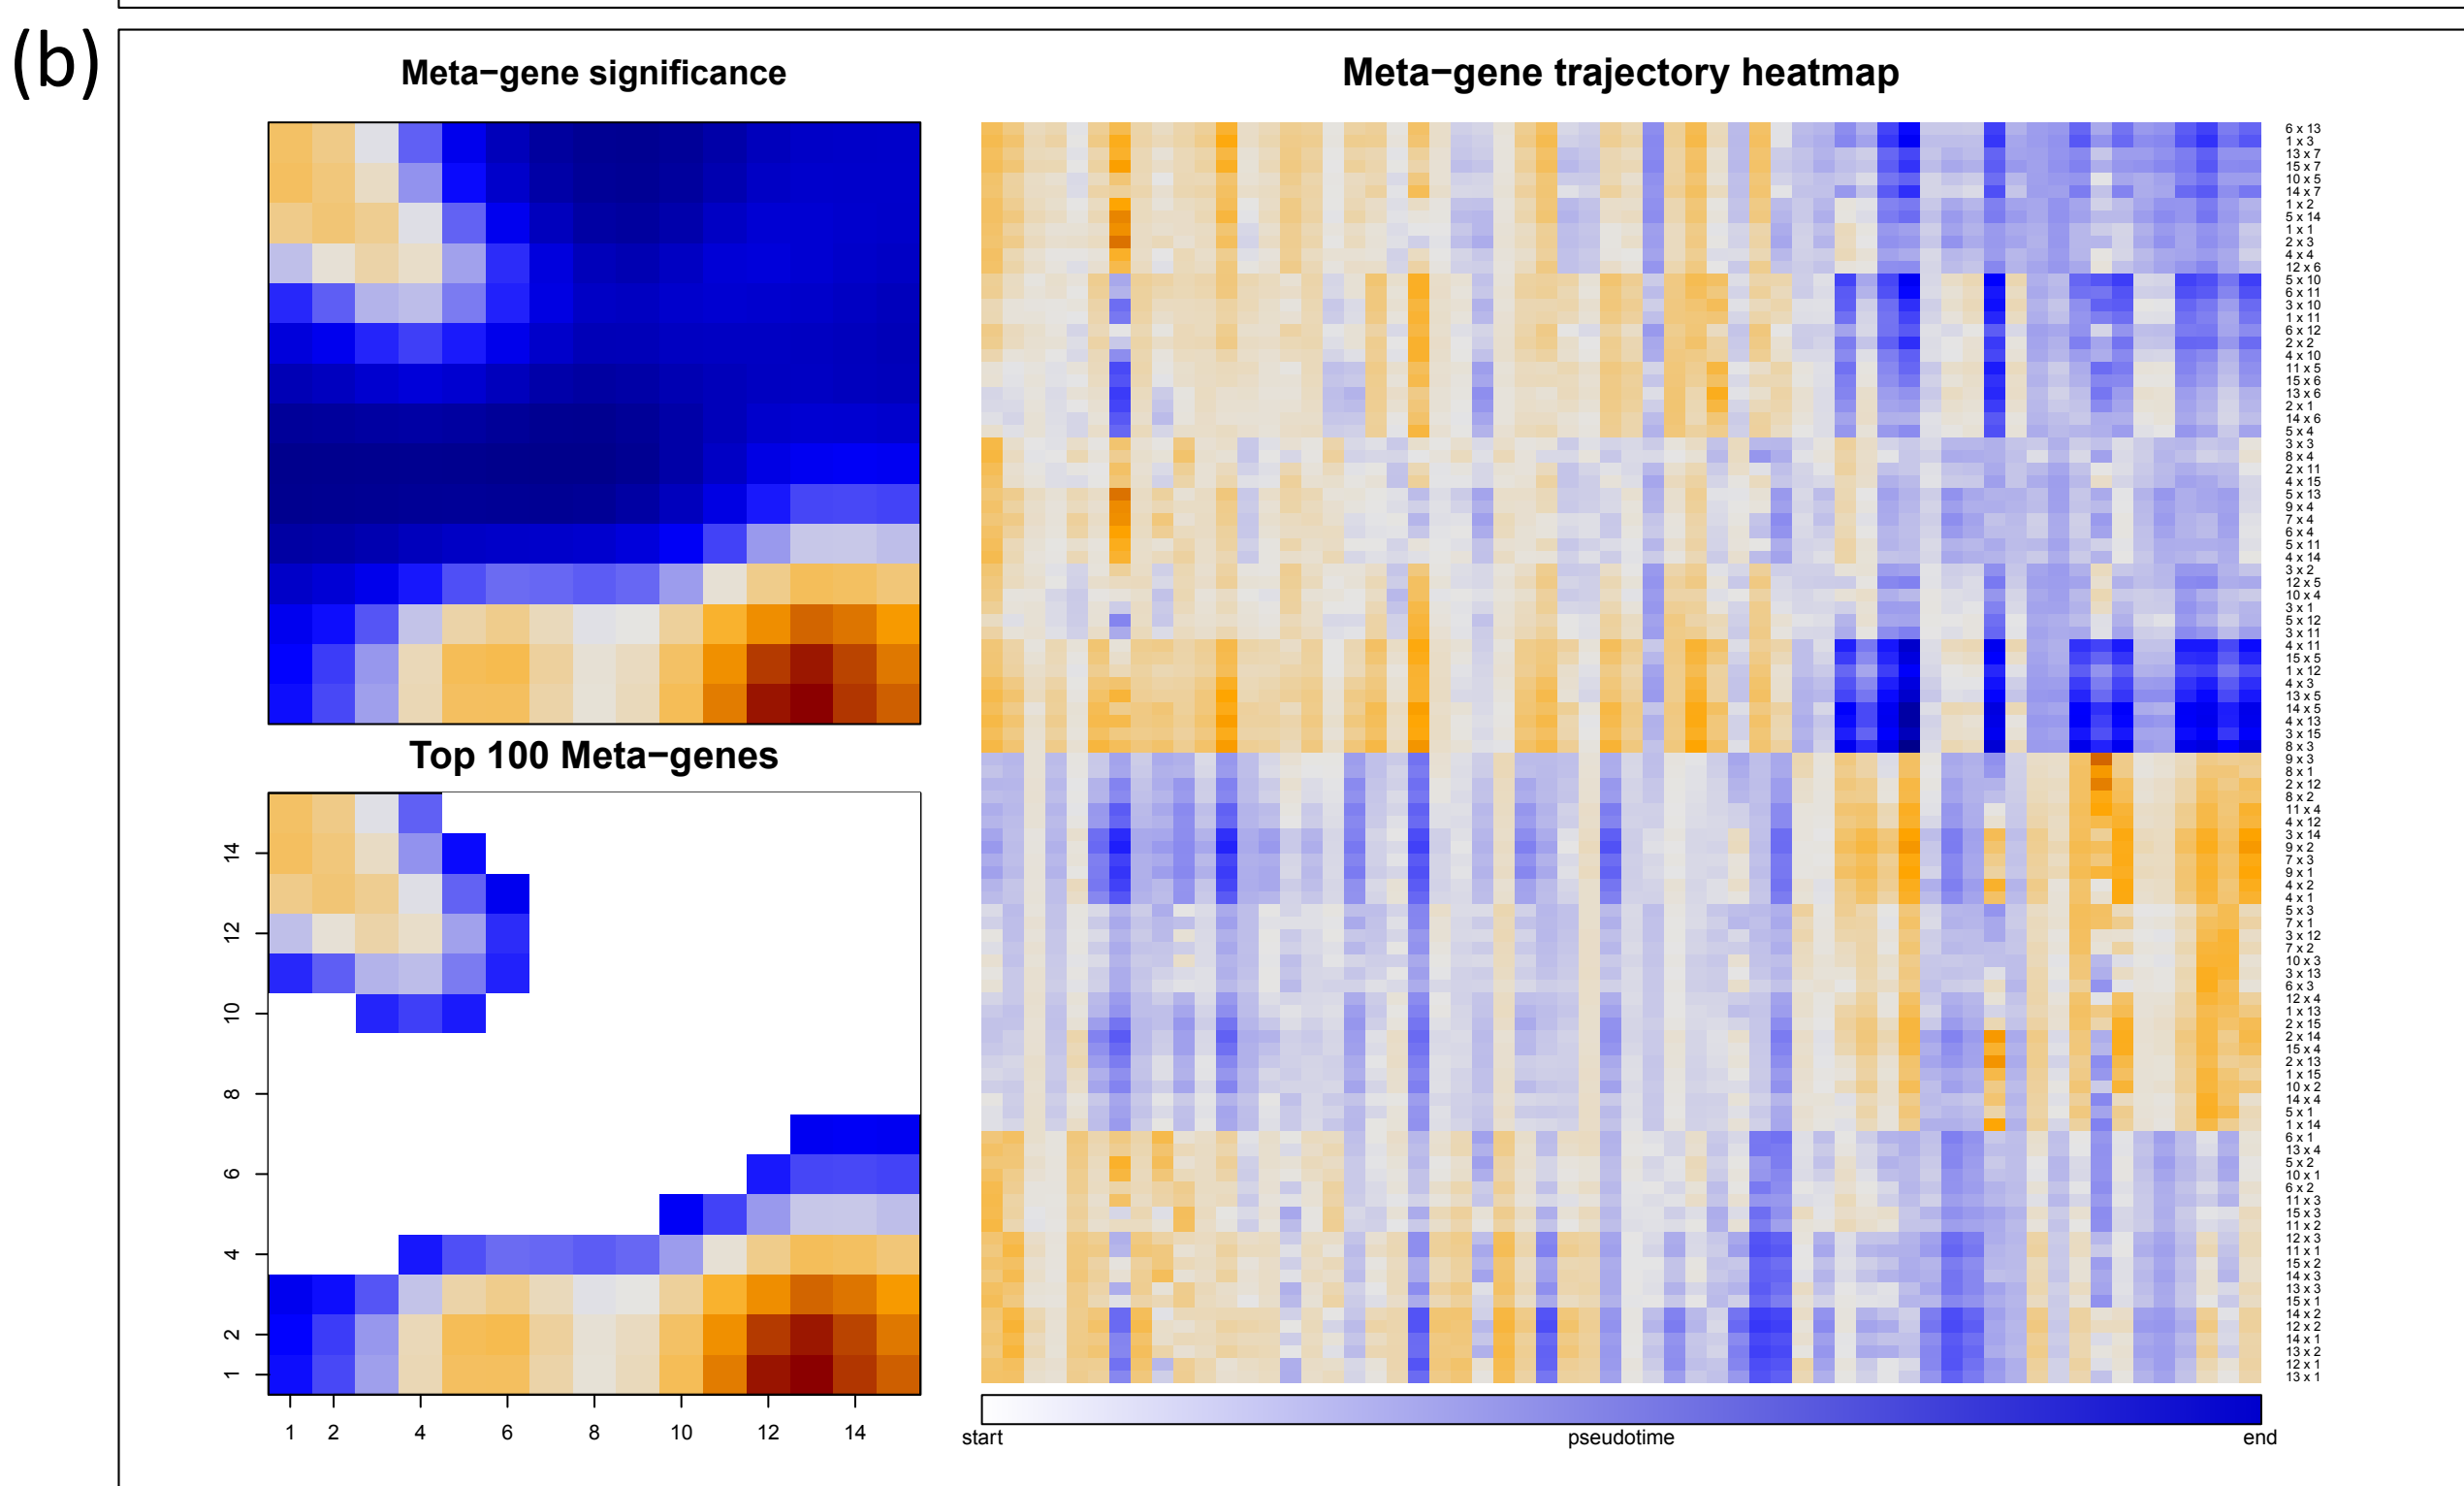 (b)
Meta−gene significance
Meta−gene trajectory heatmap
Top 100 Meta−genes
14
12
10
8
6
4
2
1
1 2 4 6 8 10 12 14
6 x 13
1 x 3
13 x 7
15 x 7
10 x 5
14 x 7
1 x 2
5 x 14
1 x 1
2 x 3
4 x 4
12 x 6
5 x 10
6 x 11
3 x 10
1 x 11
6 x 12
2 x 2
4 x 10
11 x 5
15 x 6
13 x 6
2 x 1
14 x 6
5 x 4
3 x 3
8 x 4
2 x 11
4 x 15
5 x 13
9 x 4
7 x 4
6 x 4
5 x 11
4 x 14
3 x 2
12 x 5
10 x 4
3 x 1
5 x 12
3 x 11
4 x 11
15 x 5
1 x 12
4 x 3
13 x 5
14 x 5
4 x 13
3 x 15
8 x 3
9 x 3
8 x 1
2 x 12
8 x 2
11 x 4
4 x 12
3 x 14
9 x 2
7 x 3
9 x 1
4 x 2
4 x 1
5 x 3
7 x 1
3 x 12
7 x 2
10 x 3
3 x 13
6 x 3
12 x 4
1 x 13
2 x 15
2 x 14
15 x 4
2 x 13
1 x 15
10 x 2
14 x 4
5 x 1
1 x 14
6 x 1
13 x 4
5 x 2
10 x 1
6 x 2
11 x 3
15 x 3
11 x 2
12 x 3
11 x 1
15 x 2
14 x 3
13 x 3
15 x 1
14 x 2
12 x 2
14 x 1
13 x 2
12 x 1
13 x 1
start pseudotime end